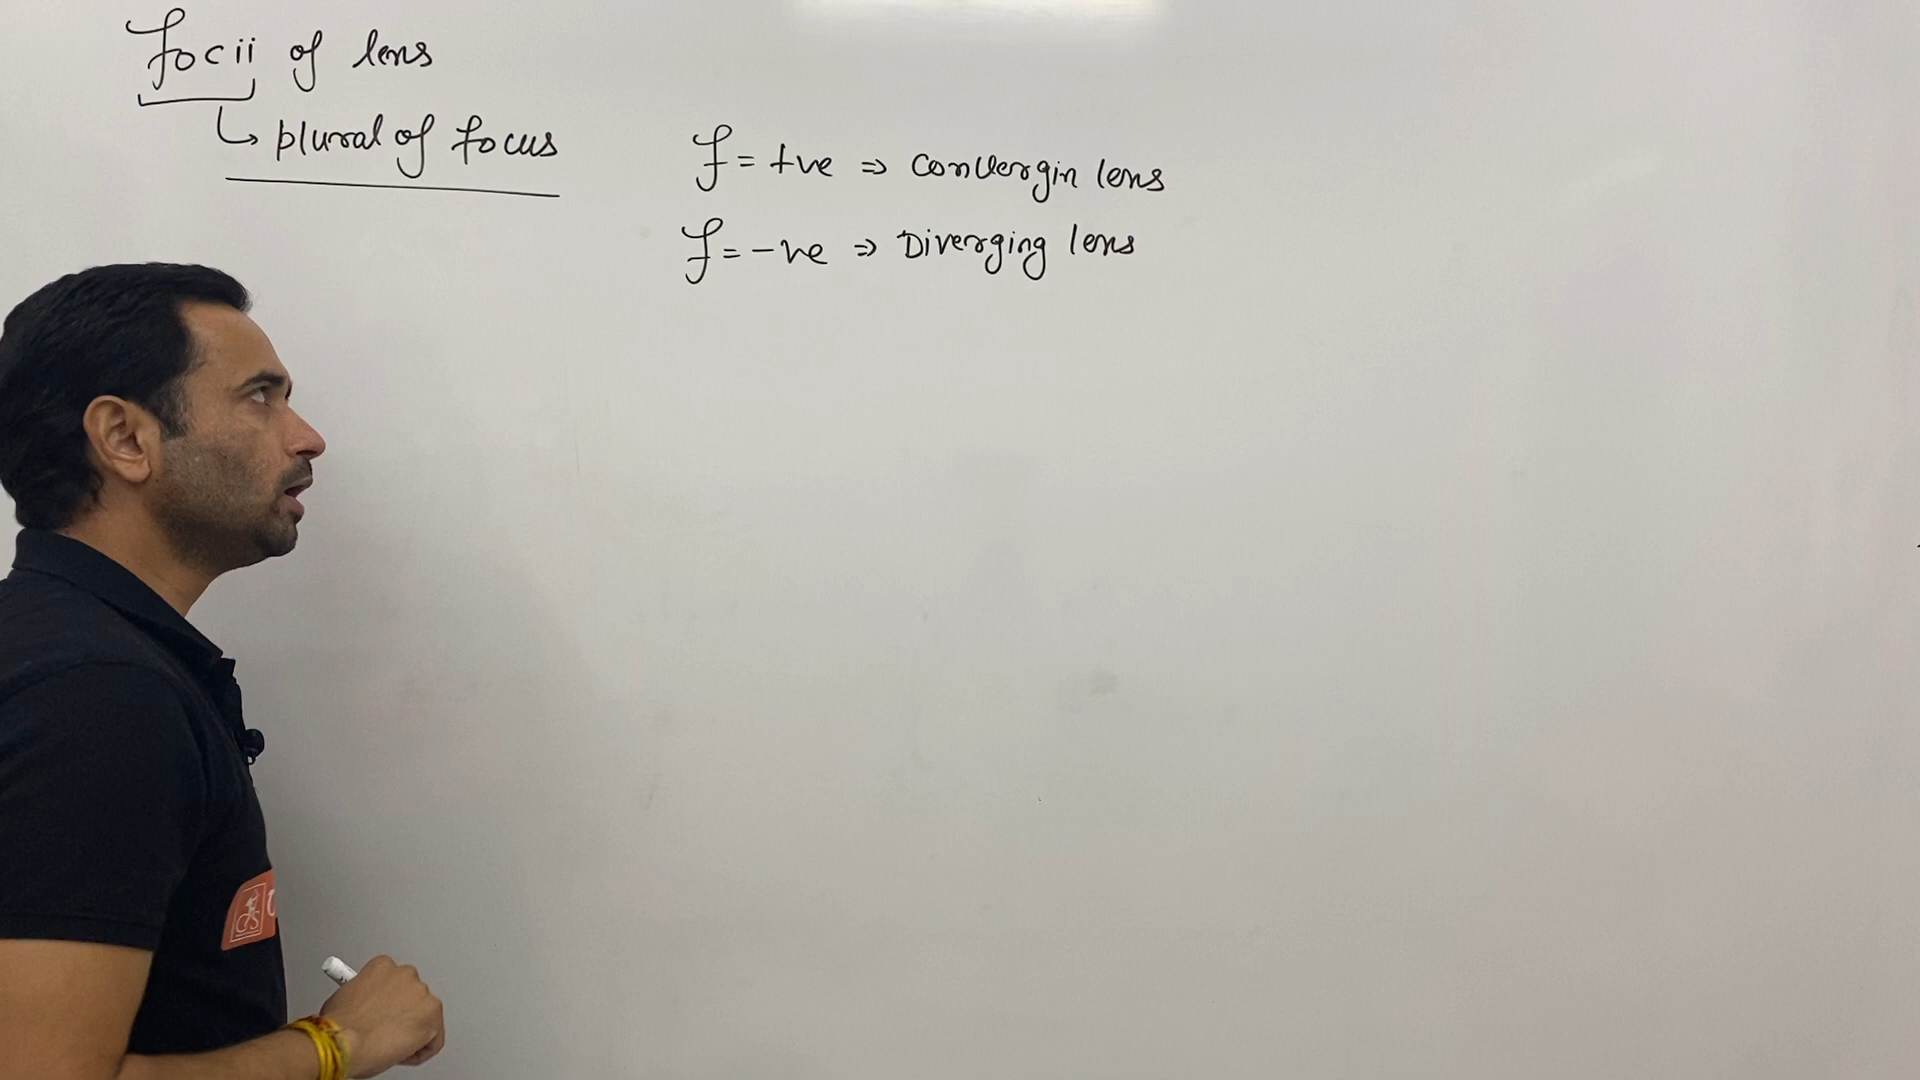 focii of lens
↳ plural of focus
f = +ve ⇒ convergin lens
f = -ve ⇒ Diverging lens